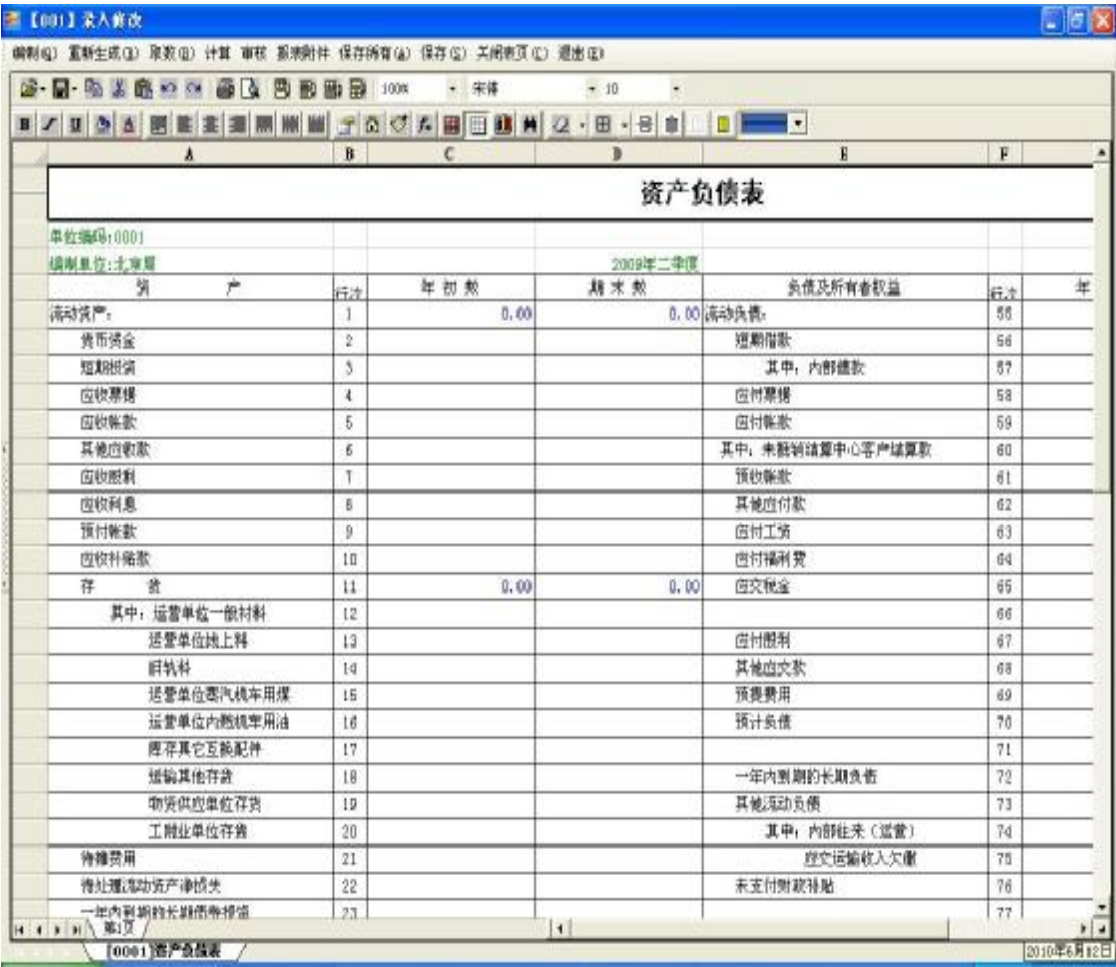 【001】录入修改
编制(Q) 重新生成(I) 取数(B) 计算 审核 报表附件 保存所有(A) 保存(S) 关闭表页(C) 退出(E)
100% 宋体 10
B I U
A B C D E F
资产负债表
单位编码:0001
编制单位:北京局 2009年二季度
资 产 行次 年初数 期末数 负债及所有者权益 行次 年
流动资产: 1 0.00 0.00 流动负债: 55
货币资金 2 短期借款 56
短期投资 3 其中:内部借款 57
应收票据 4 应付票据 58
应收帐款 5 应付帐款 59
其他应收款 6 其中:未抵销结算中心客户结算款 60
应收股利 7 预收帐款 61
应收利息 8 其他应付款 62
预付帐款 9 应付工资 63
应收补贴款 10 应付福利费 64
存 货 11 0.00 0.00 应交税金 65
其中:运营单位一般材料 12 66
运营单位线上料 13 应付股利 67
旧轨料 14 其他应交款 68
运营单位蒸汽机车用煤 15 预提费用 69
运营单位内燃机车用油 16 预计负债 70
库存其它互换配件 17 71
运输其他存货 18 一年内到期的长期负债 72
物资供应单位存货 19 其他流动负债 73
工附业单位存货 20 其中:内部往来(运营) 74
待摊费用 21 应交运输收入欠缴 75
待处理流动资产净损失 22 未支付财政补贴 76
一年内到期的长期债券投资 23 77
第1页
[0001]资产负债表 2010年6月12日